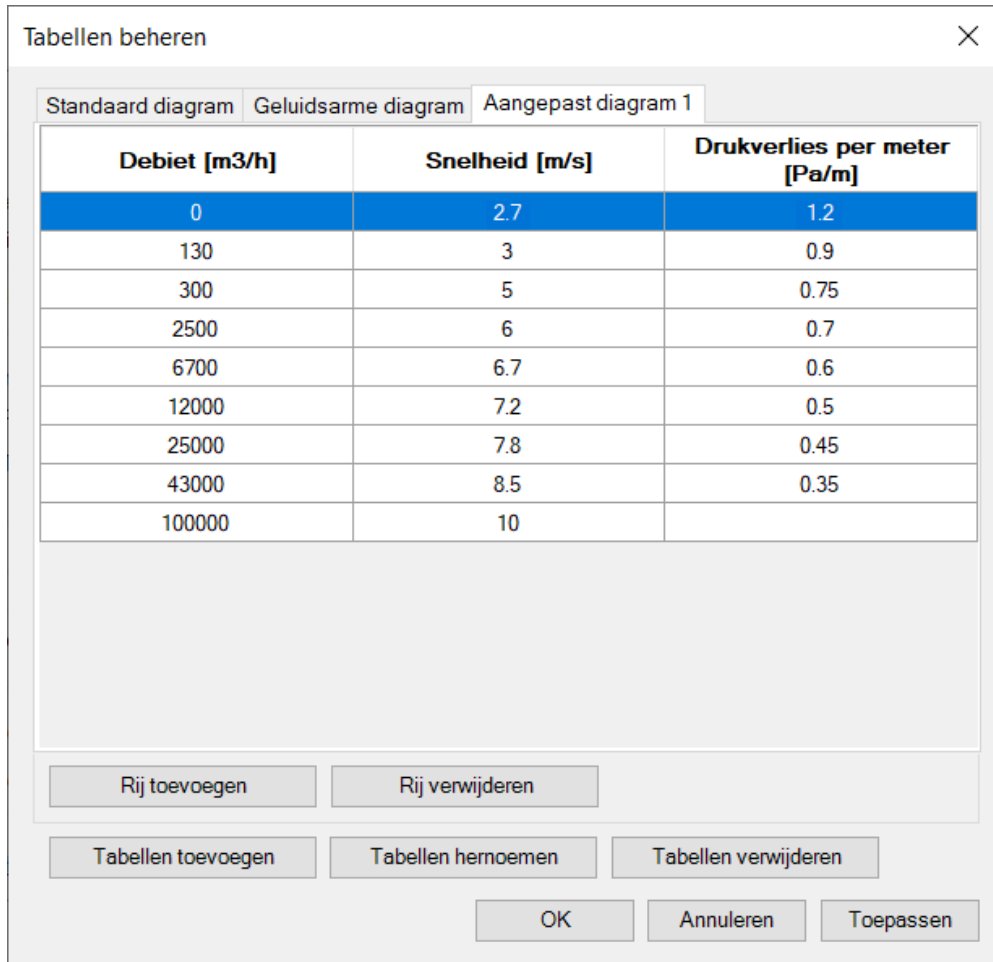 Tabellen beheren
Standaard diagram Geluidsarme diagram Aangepast diagram 1
Debiet [m3/h] Snelheid [m/s] Drukverlies per meter [Pa/m]
0 2.7 1.2
130 3 0.9
300 5 0.75
2500 6 0.7
6700 6.7 0.6
12000 7.2 0.5
25000 7.8 0.45
43000 8.5 0.35
100000 10
Rij toevoegen Rij verwijderen
Tabellen toevoegen Tabellen hernoemen Tabellen verwijderen
OK Annuleren Toepassen